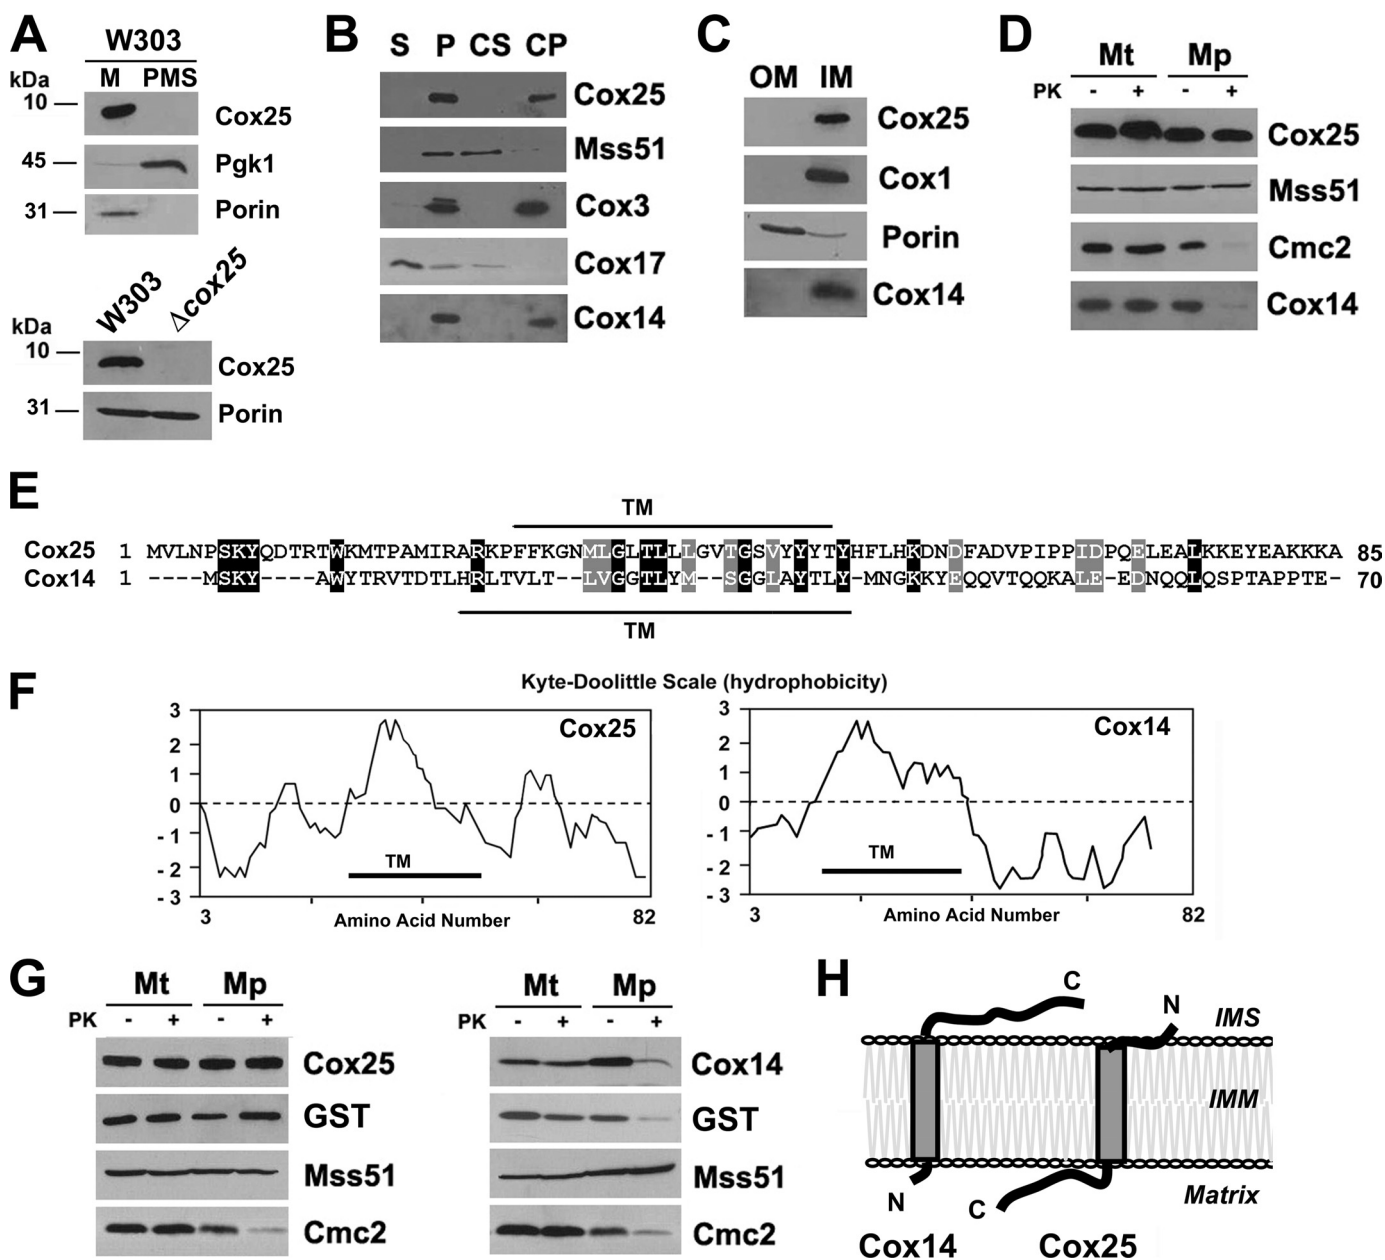 A
W303
kDa
M PMS
10
Cox25
45
Pgk1
31
Porin
W303 Δcox25
kDa
10
Cox25
31
Porin
B
S P CS CP
Cox25
Mss51
Cox3
Cox17
Cox14
C
OM IM
Cox25
Cox1
Porin
Cox14
D
Mt Mp
PK - + - +
Cox25
Mss51
Cmc2
Cox14
E
TM
Cox25 1 MVLNPSKYQDTRTWKMTPAMIRARKPFFKGNMLGLTLLLGVTGSVYYYTYHFLHKDNDFADVPIPPIDPQELEALKKEYEAKKKA 85
Cox14 1 ----MSKY----AWYTRVTDTLHRLTVLT--LVGGTLYM--SGGLAYTLY-MNGKKYEQQVTQQKALE-EDNQQLQSPTAPPTE- 70
TM
F
Kyte-Doolittle Scale (hydrophobicity)
3
2
1
0
- 1
- 2
- 3
Cox25
TM
3 Amino Acid Number 82
3
2
1
0
- 1
- 2
- 3
Cox14
TM
3 Amino Acid Number 82
G
Mt Mp
PK - + - +
Cox25
GST
Mss51
Cmc2
Mt Mp
PK - + - +
Cox14
GST
Mss51
Cmc2
H
C
N
IMS
IMM
N
C
Matrix
Cox14 Cox25